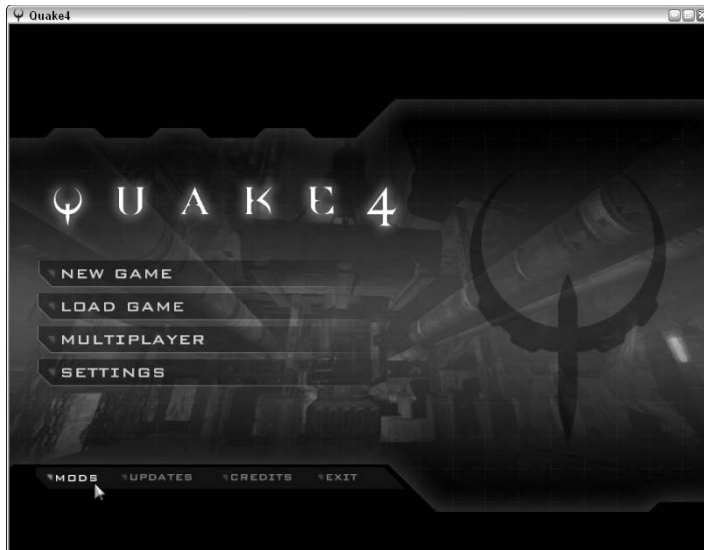 Quake4
QUAKE 4
NEW GAME
LOAD GAME
MULTIPLAYER
SETTINGS
MODS UPDATES CREDITS EXIT